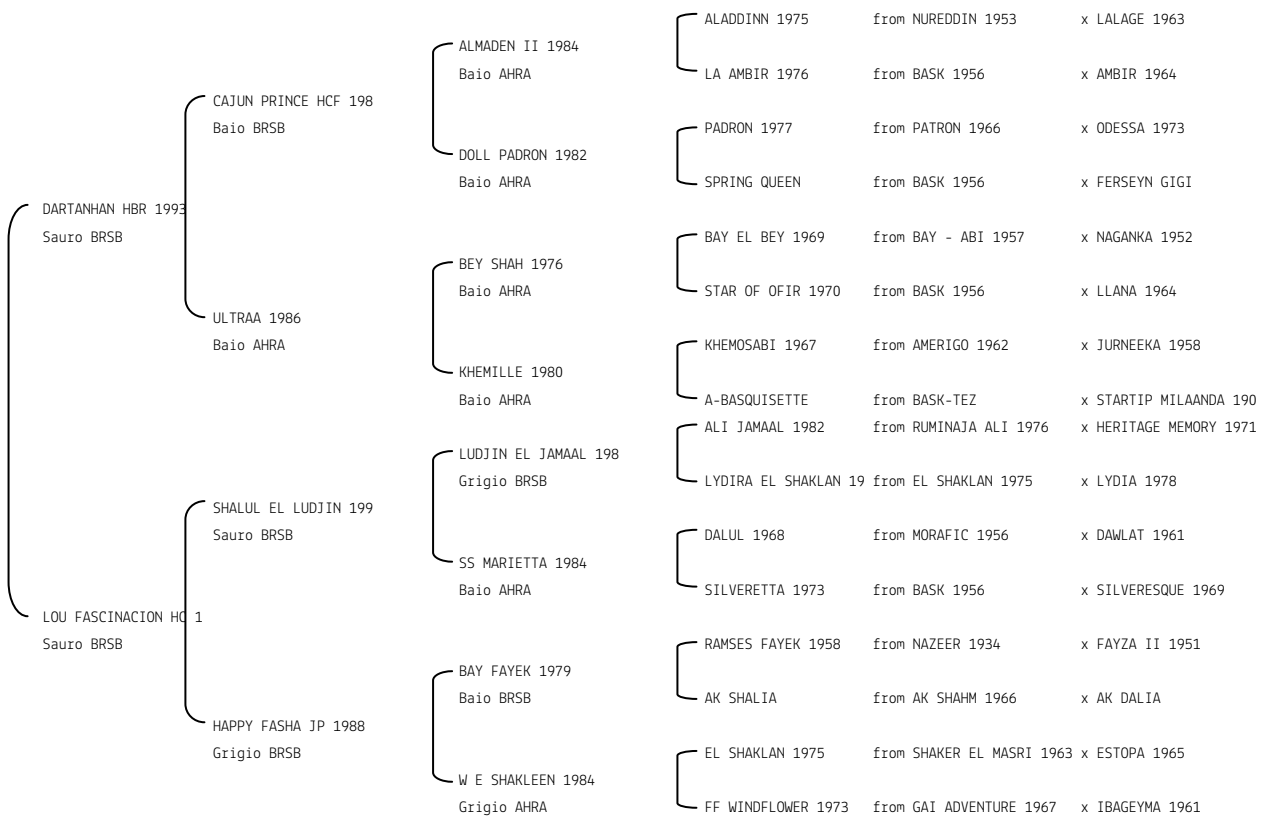 ALADDINN 1975 from NUREDDIN 1953 x LALAGE 1963
ALMADEN II 1984
Baio AHRA
LA AMBIR 1976 from BASK 1956 x AMBIR 1964
CAJUN PRINCE HCF 198
Baio BRSB
PADRON 1977 from PATRON 1966 x ODESSA 1973
DOLL PADRON 1982
Baio AHRA
SPRING QUEEN from BASK 1956 x FERSEYN GIGI
DARTANHAN HBR 1993
Sauro BRSB
BAY EL BEY 1969 from BAY - ABI 1957 x NAGANKA 1952
BEY SHAH 1976
Baio AHRA
STAR OF OFIR 1970 from BASK 1956 x LLANA 1964
ULTRAA 1986
Baio AHRA
KHEMOSABI 1967 from AMERIGO 1962 x JURNEEKA 1958
KHEMILLE 1980
Baio AHRA
A-BASQUISETTE from BASK-TEZ x STARTIP MILAANDA 190
ALI JAMAAL 1982 from RUMINAJA ALI 1976 x HERITAGE MEMORY 1971
LUDJIN EL JAMAAL 198
Grigio BRSB
LYDIRA EL SHAKLAN 19 from EL SHAKLAN 1975 x LYDIA 1978
SHALUL EL LUDJIN 199
Sauro BRSB
DALUL 1968 from MORAFIC 1956 x DAWLAT 1961
SS MARIETTA 1984
Baio AHRA
SILVERETTA 1973 from BASK 1956 x SILVERESQUE 1969
LOU FASCINACION HC 1
Sauro BRSB
RAMSES FAYEK 1958 from NAZEER 1934 x FAYZA II 1951
BAY FAYEK 1979
Baio BRSB
AK SHALIA from AK SHAHM 1966 x AK DALIA
HAPPY FASHA JP 1988
Grigio BRSB
EL SHAKLAN 1975 from SHAKER EL MASRI 1963 x ESTOPA 1965
W E SHAKLEEN 1984
Grigio AHRA
FF WINDFLOWER 1973 from GAI ADVENTURE 1967 x IBAGEYMA 1961